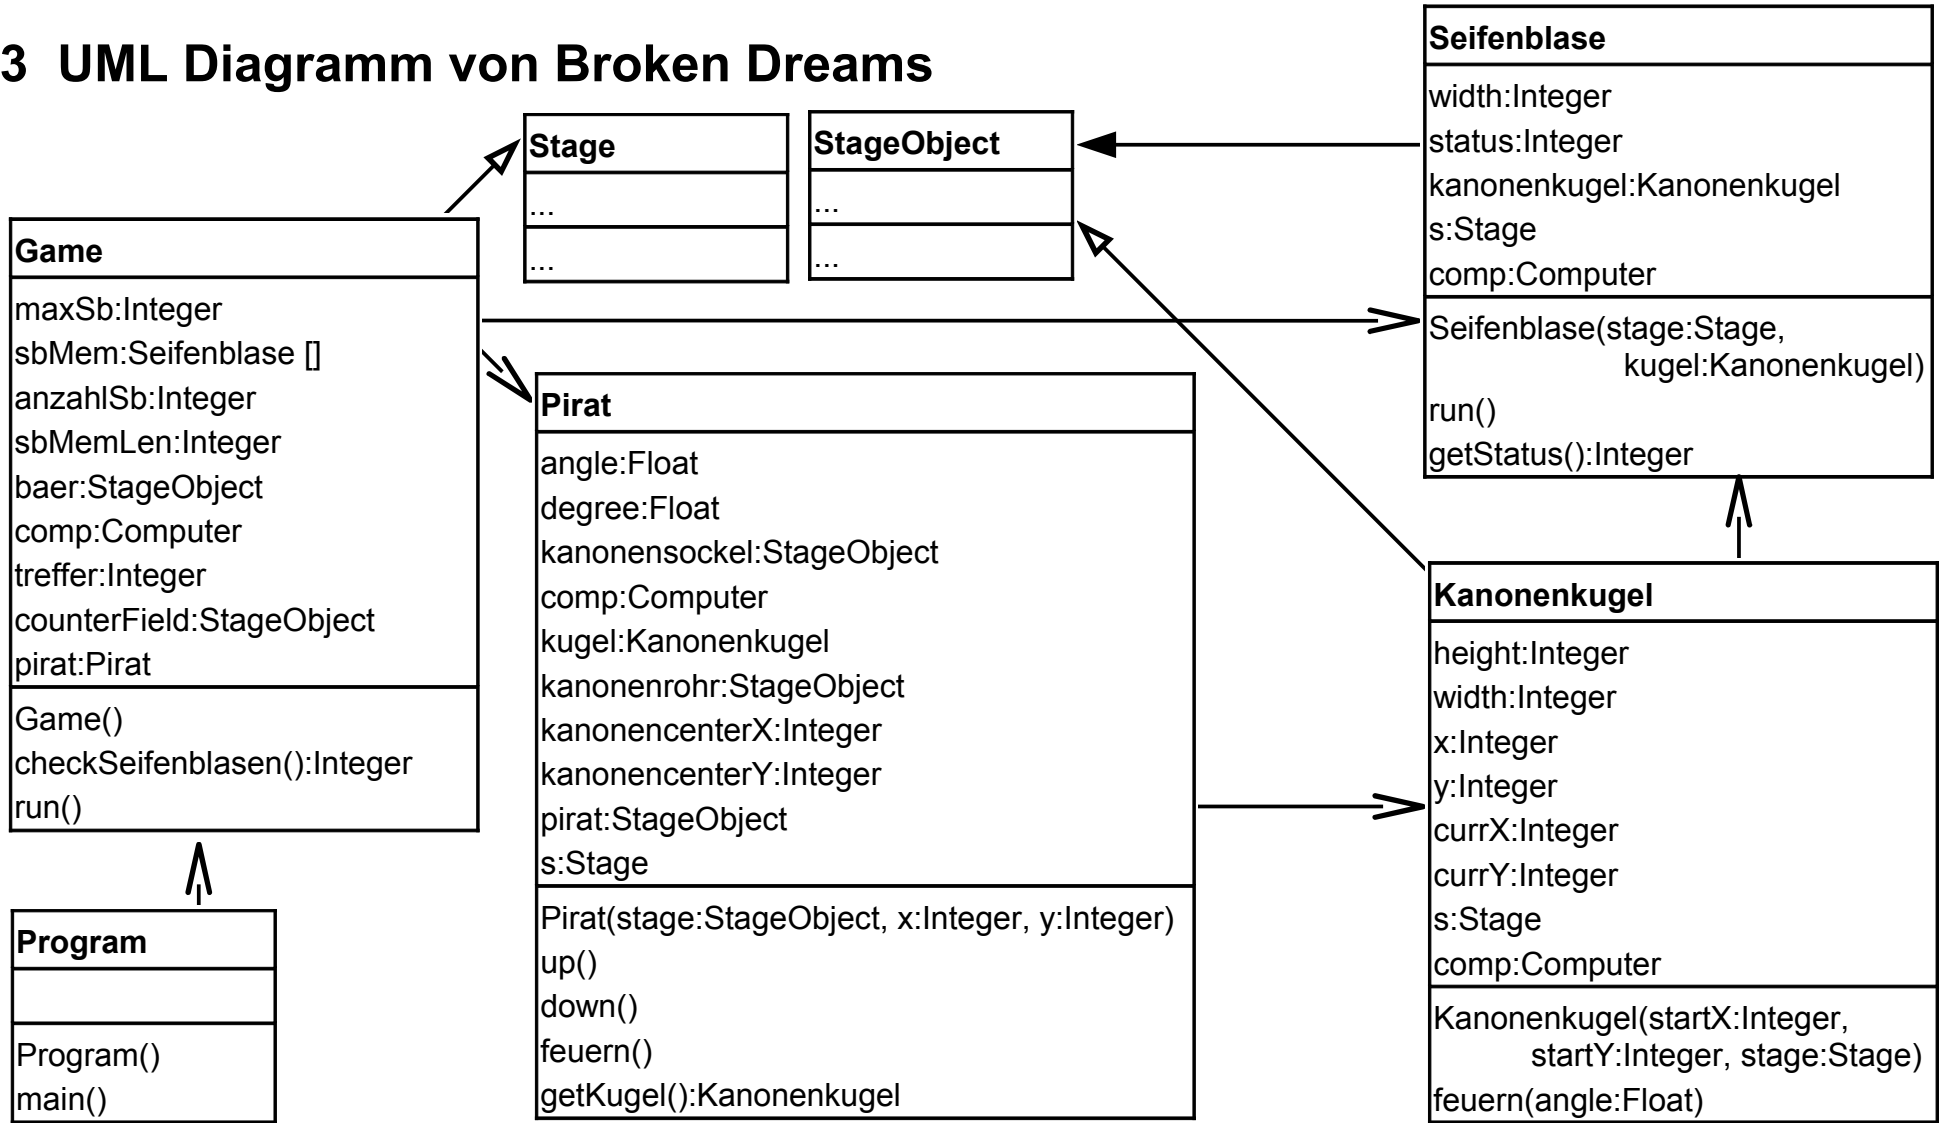 3 UML Diagramm von Broken Dreams
Stage
...
...
StageObject
...
...
Seifenblase
width:Integer
status:Integer
kanonenkugel:Kanonenkugel
s:Stage
comp:Computer
Seifenblase(stage:Stage,
kugel:Kanonenkugel)
run()
getStatus():Integer
Game
maxSb:Integer
sbMem:Seifenblase []
anzahlSb:Integer
sbMemLen:Integer
baer:StageObject
comp:Computer
treffer:Integer
counterField:StageObject
pirat:Pirat
Game()
checkSeifenblasen():Integer
run()
Pirat
angle:Float
degree:Float
kanonensockel:StageObject
comp:Computer
kugel:Kanonenkugel
kanonenrohr:StageObject
kanonencenterX:Integer
kanonencenterY:Integer
pirat:StageObject
s:Stage
Pirat(stage:StageObject, x:Integer, y:Integer)
up()
down()
feuern()
getKugel():Kanonenkugel
Kanonenkugel
height:Integer
width:Integer
x:Integer
y:Integer
currX:Integer
currY:Integer
s:Stage
comp:Computer
Kanonenkugel(startX:Integer,
startY:Integer, stage:Stage)
feuern(angle:Float)
Program
Program()
main()